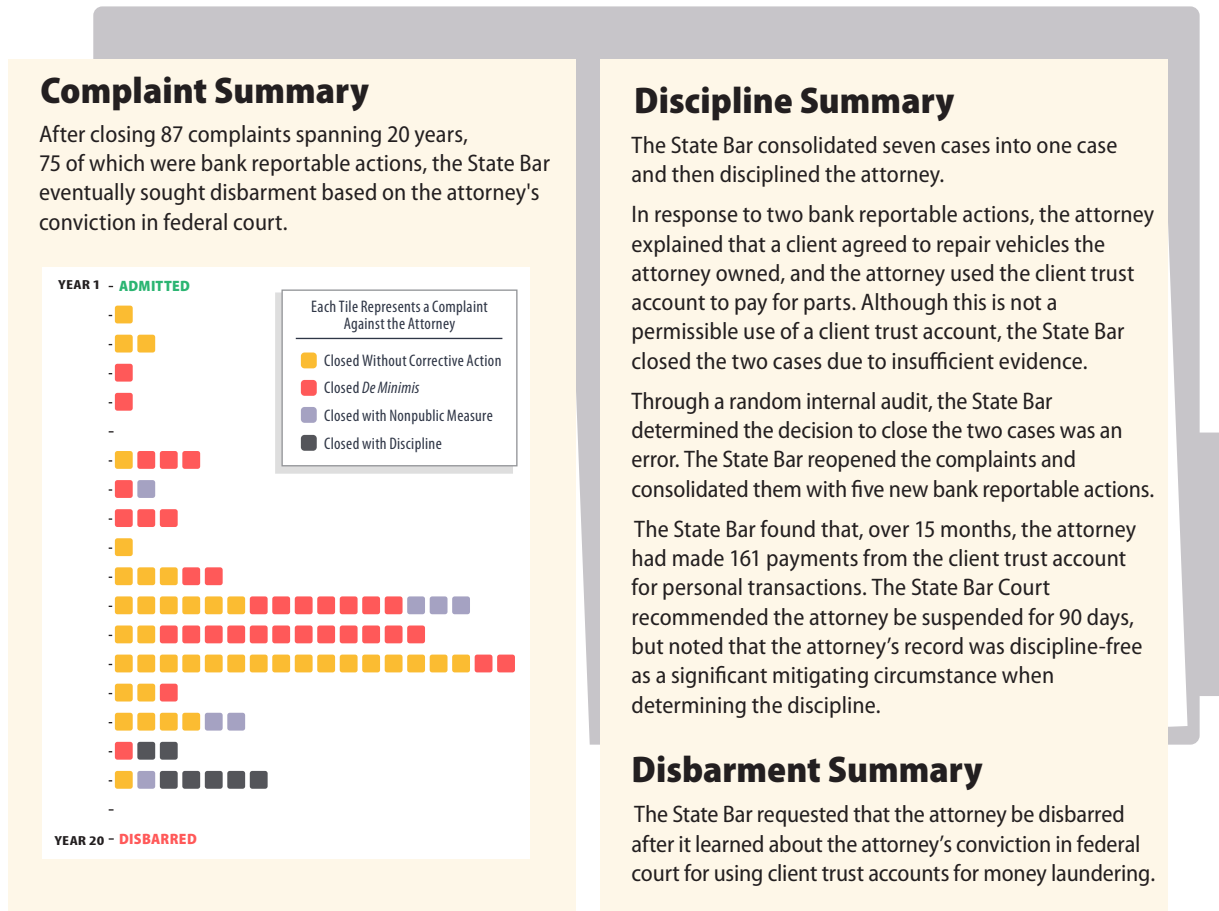 Complaint Summary
After closing 87 complaints spanning 20 years,
75 of which were bank reportable actions, the State Bar
eventually sought disbarment based on the attorney's
conviction in federal court.
YEAR 1 - ADMITTED
Each Tile Represents a Complaint
Against the Attorney
Closed Without Corrective Action
Closed De Minimis
Closed with Nonpublic Measure
Closed with Discipline
YEAR 20 - DISBARRED
Discipline Summary
The State Bar consolidated seven cases into one case
and then disciplined the attorney.
In response to two bank reportable actions, the attorney
explained that a client agreed to repair vehicles the
attorney owned, and the attorney used the client trust
account to pay for parts. Although this is not a
permissible use of a client trust account, the State Bar
closed the two cases due to insufficient evidence.
Through a random internal audit, the State Bar
determined the decision to close the two cases was an
error. The State Bar reopened the complaints and
consolidated them with five new bank reportable actions.
The State Bar found that, over 15 months, the attorney
had made 161 payments from the client trust account
for personal transactions. The State Bar Court
recommended the attorney be suspended for 90 days,
but noted that the attorney’s record was discipline-free
as a significant mitigating circumstance when
determining the discipline.
Disbarment Summary
The State Bar requested that the attorney be disbarred
after it learned about the attorney’s conviction in federal
court for using client trust accounts for money laundering.